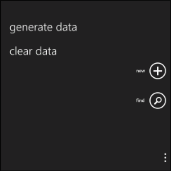 generate data
clear data
new
find